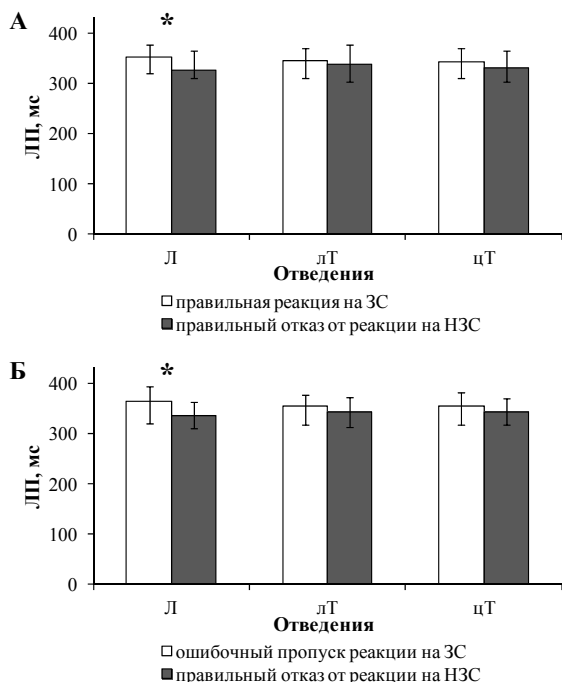 А
*
400
300
200
100
0
ЛП, мс
Л
лТ
цТ
Отведения
правильная реакция на ЗС
правильный отказ от реакции на НЗС
Б
*
400
300
200
100
0
ЛП, мс
Л
лТ
цТ
Отведения
ошибочный пропуск реакции на ЗС
правильный отказ от реакции на НЗС